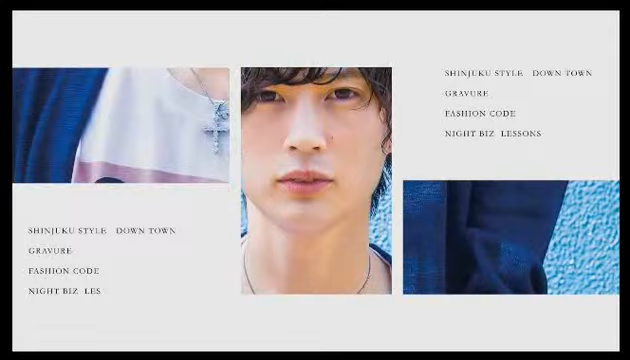 SHINJUKU STYLE DOWN TOWN
GRAVURE
FASHION CODE
NIGHT BIZ LESSONS
SHINJUKU STYLE DOWN TOWN
GRAVURE
FASHION CODE
NIGHT BIZ LES